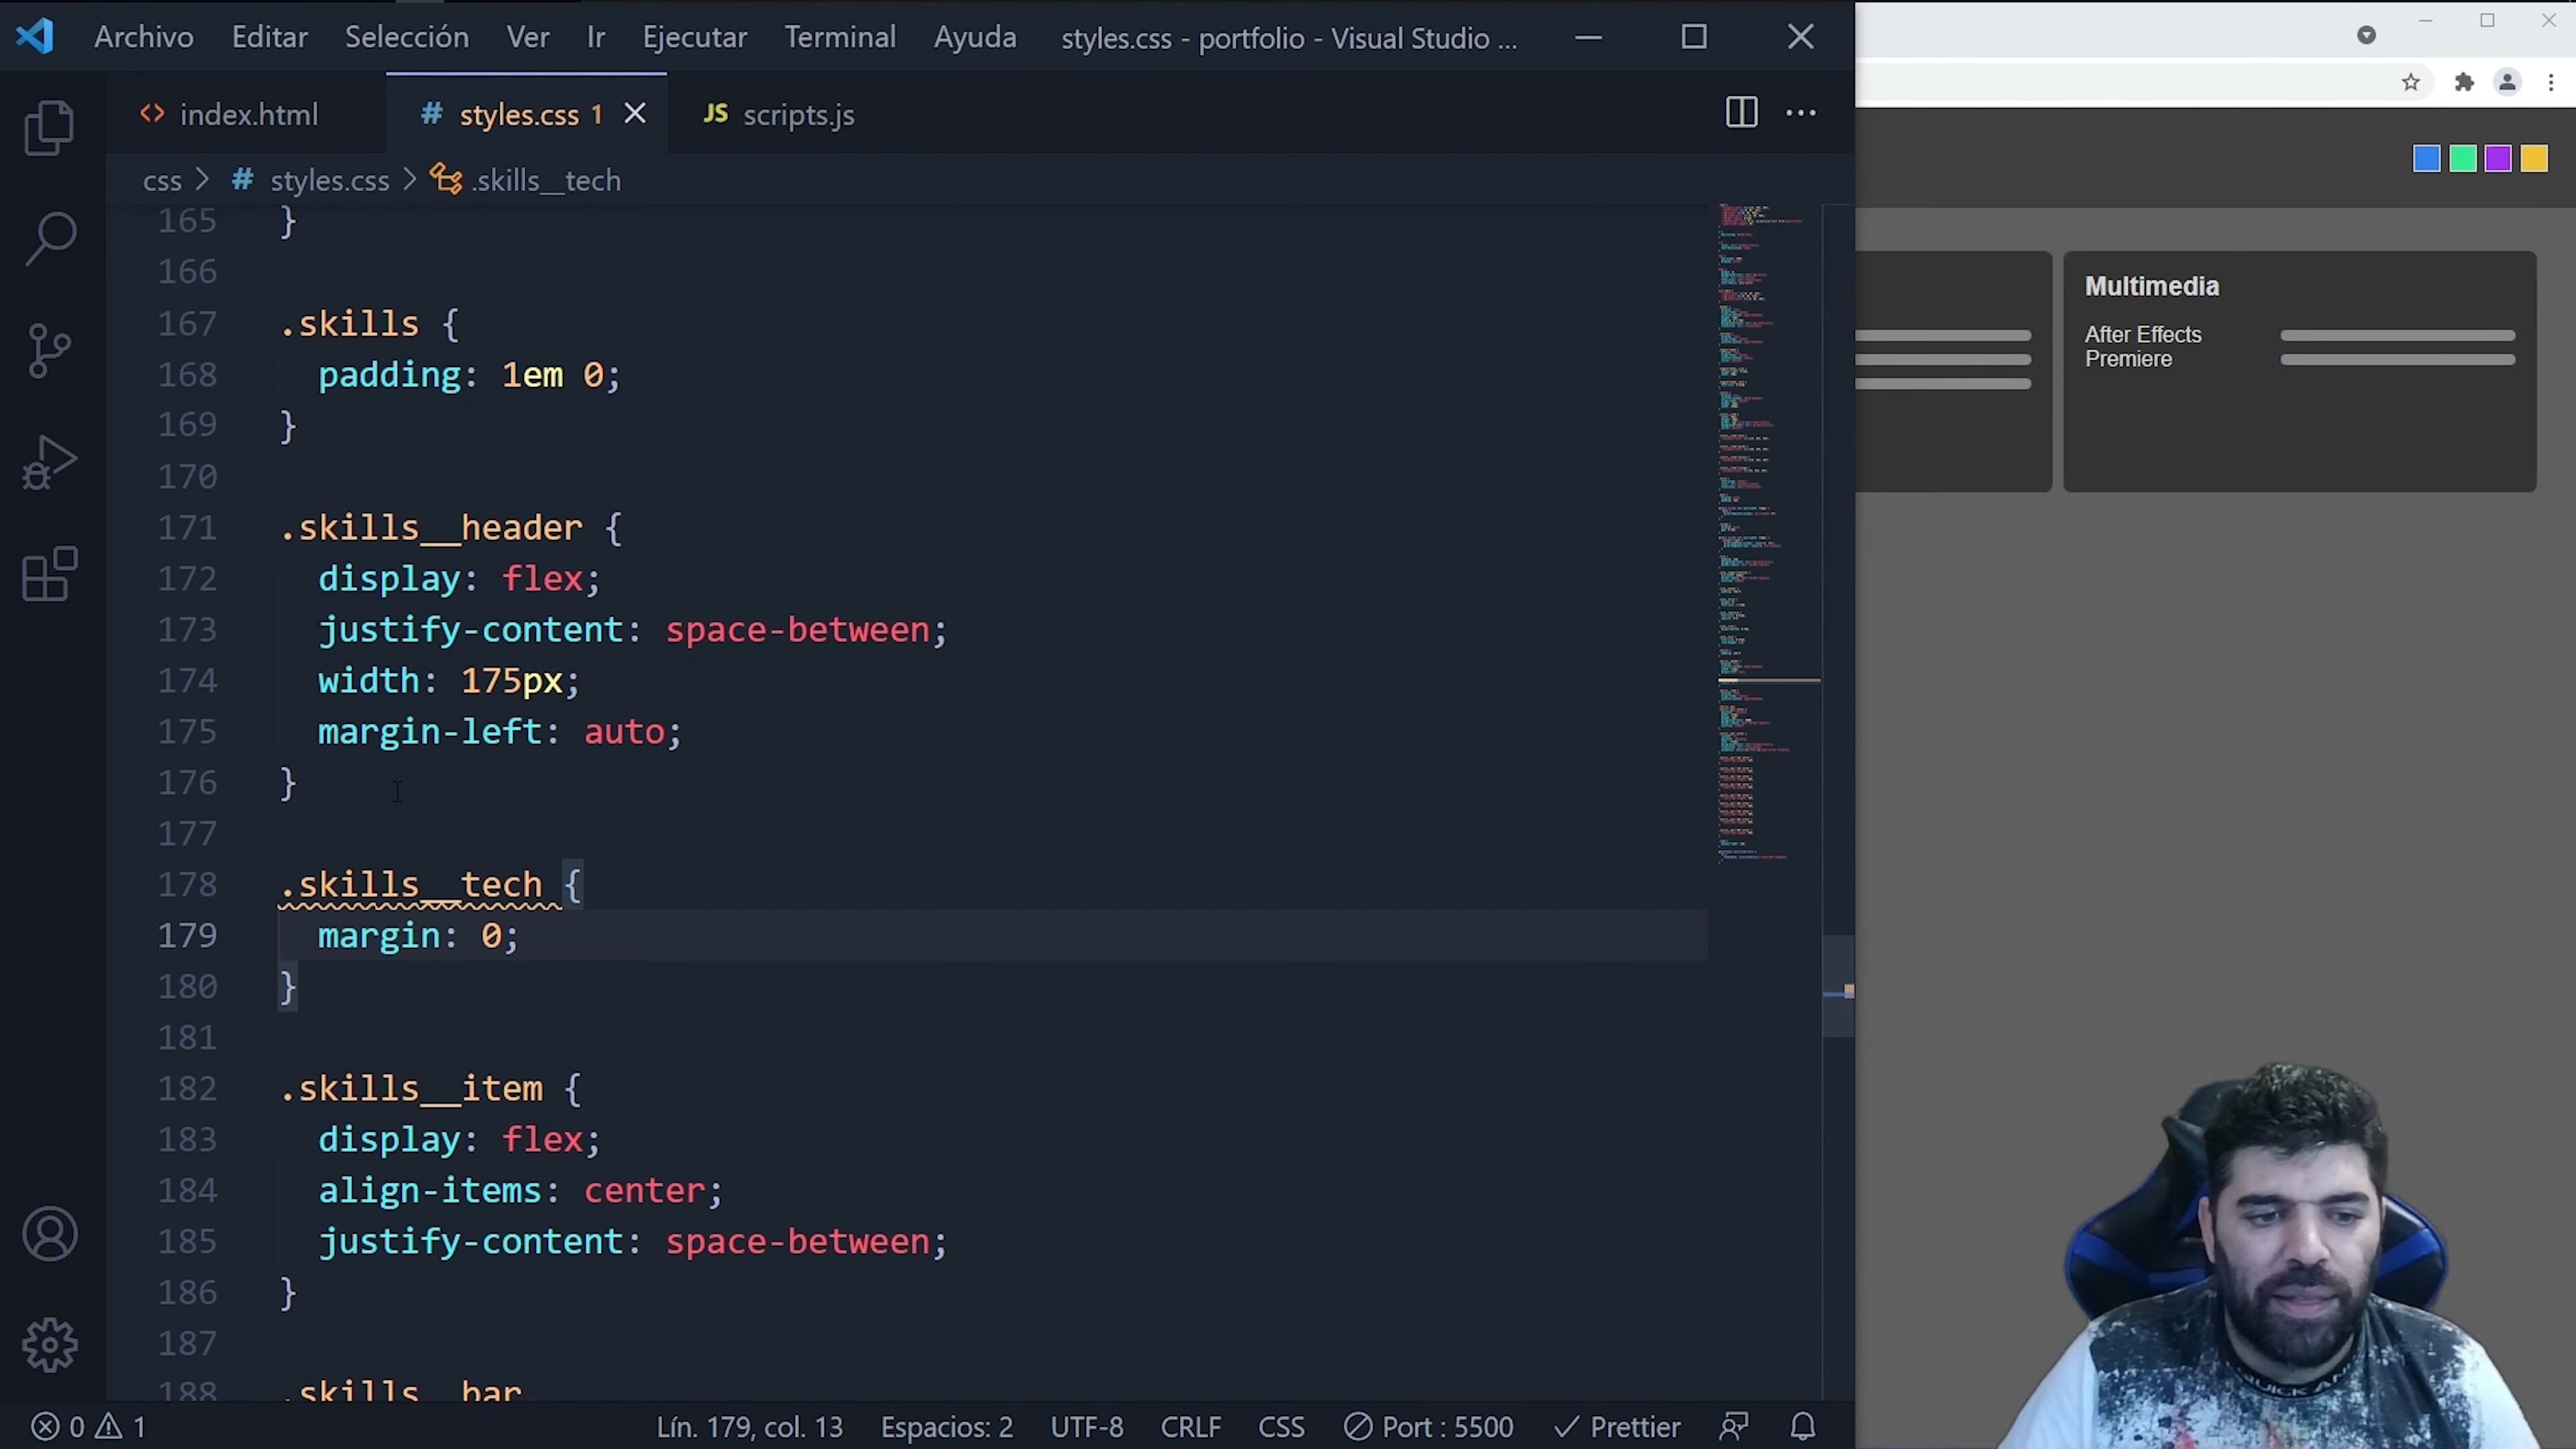 Archivo Editar Selección Ver Ir Ejecutar Terminal Ayuda styles.css - portfolio - Visual Studio ...
index.html # styles.css 1 JS scripts.js
css > # styles.css > .skills__tech
165 }
166
167 .skills {
168 padding: 1em 0;
169 }
170
171 .skills__header {
172 display: flex;
173 justify-content: space-between;
174 width: 175px;
175 margin-left: auto;
176 }
177
178 .skills__tech {
179 margin: 0;
180 }
181
182 .skills__item {
183 display: flex;
184 align-items: center;
185 justify-content: space-between;
186 }
187
188 .skills__bar,
0 1 Lín. 179, col. 13 Espacios: 2 UTF-8 CRLF CSS Port : 5500 Prettier
Multimedia
After Effects
Premiere